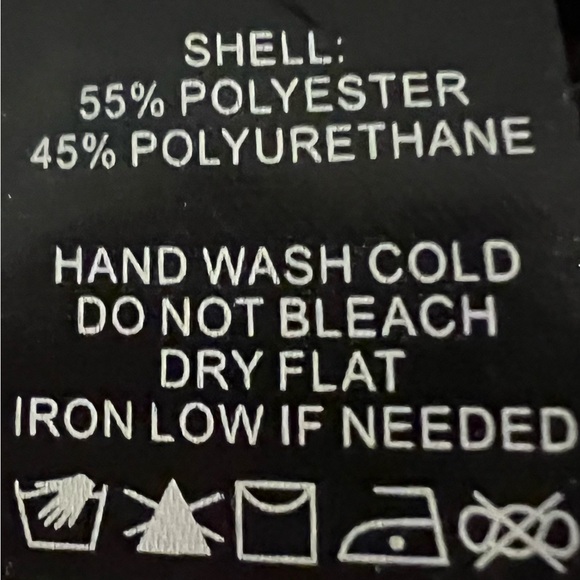 SHELL:
55% POLYESTER
45% POLYURETHANE
HAND WASH COLD
DO NOT BLEACH
DRY FLAT
IRON LOW IF NEEDED